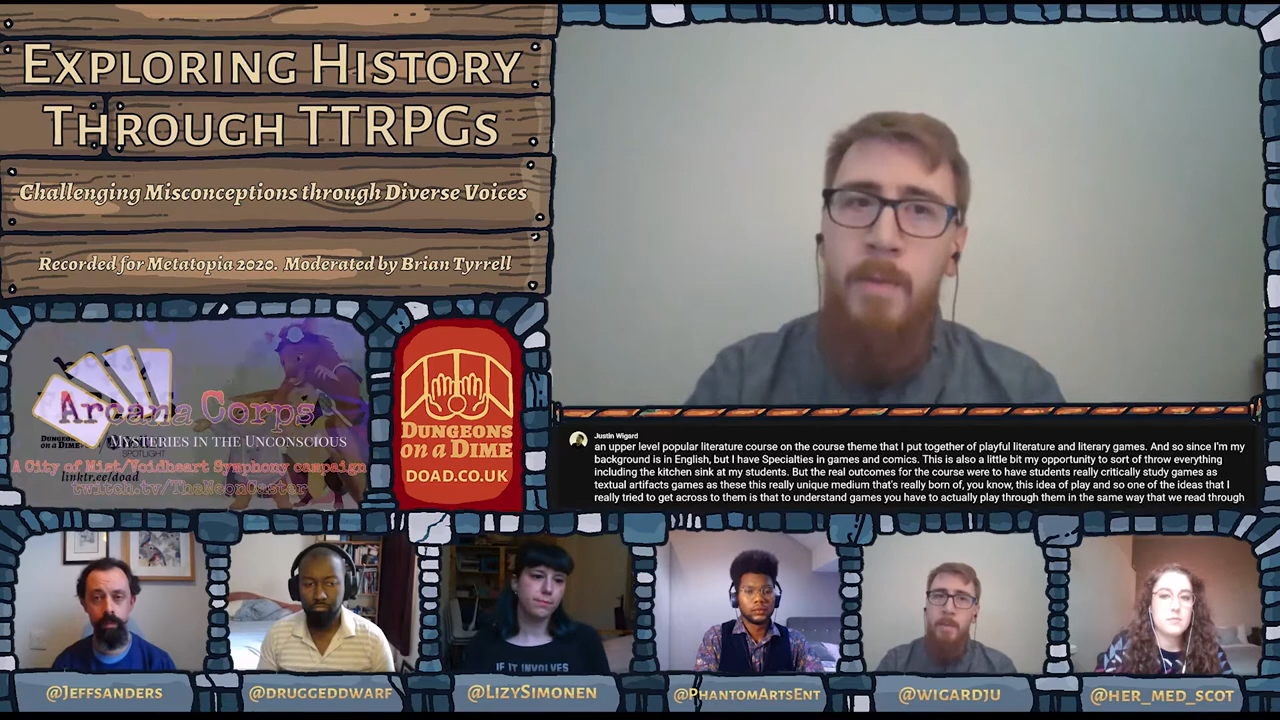 Exploring History
Through TTRPGs
Challenging Misconceptions through Diverse Voices
Recorded for Metatopia 2020. Moderated by Brian Tyrrell
Arcana Corps
Mysteries in the Unconscious
SPOTLIGHT
A City of Mist/Voidheart Symphony campaign
linktr.ee/doad
twitch.tv/TheNeonCaster
Dungeons
on a Dime
DOAD.CO.UK
Justin Wigard
an upper level popular literature course on the course theme that I put together of playful literature and literary games. And so since I'm my
background is in English, but I have Specialties in games and comics. This is also a little bit my opportunity to sort of throw everything
including the kitchen sink at my students. But the real outcomes for the course were to have students really critically study games as
textual artifacts games as these this really unique medium that's really born of, you know, this idea of play and so one of the ideas that I
really tried to get across to them is that to understand games you have to actually play through them in the same way that we read through
IF IT INVOLVES
@JeffSanders
@DruggedDwarf
@LizySimonen
@PhantomArtsEnt
@wigardju
@her_med_scot